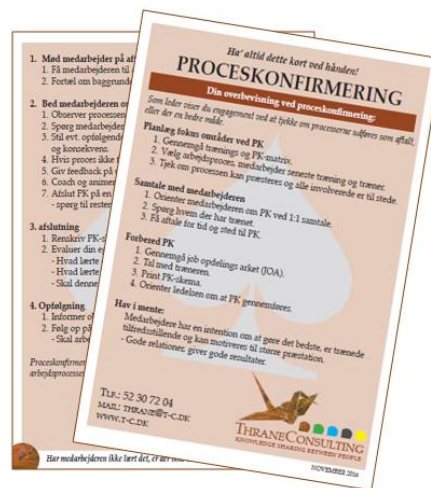 Ha' altid dette kort ved hånden!
PROCESKONFIRMERING
Din overbevisning ved proceskonfirmering:
Som leder viser du engagement ved at tjekke om processerne udføres som aftalt,
eller der en bedre måde.
Planlæg fokus områder ved PK
1. Gennemgå trænings og PK-matrix.
2. Vælg arbejdsproces, medarbejder seneste træning og træner.
3. Tjek om processen kan præsteres og alle involverede er til stede.
Samtale med medarbejderen
1. Orienter medarbejderen om PK ved 1:1 samtale.
2. Spørg hvem der har trænet.
3. Få aftale for tid og sted til PK.
Forbered PK
1. Gennemgå job opdelings arket (JOA).
2. Tal med træneren.
3. Print PK-skema.
4. Orienter ledelsen om at PK gennemføres.
Hav i mente:
Medarbejdere har en intention om at gøre det bedste, er trænede
tilfredsstillende og kan motiveres til større præstation.
- Gode relationer, giver gode resultater.
TLF.: 52 30 72 04
MAIL: THRANE@T-C.DK
WWW.T-C.DK
THRANECONSULTING
KNOWLEDGE SHARING BETWEEN PEOPLE
NOVEMBER 2016
1. Mød medarbejder på
1. Få medarbejderen til
2. Fortæl om baggrund
2. Bed medarbejderen
1. Observer processen
2. Spørg medarbejder
3. Stil evt. opfølgende
og konsekvens.
4. Hvis proces ikke
5. Giv feedback på
6. Coach og
7. Afslut PK på en
- spørg til
3. afslutning
1. Renskriv PK-
2. Evaluer din
- Hvad lærte
- Hvad lærte
- Skal denne
4. Opfølgning
1. Informer
2. Følg op på
- Skal
Proceskonfirmer
arbejdsprocesser
Har medarbejderen ikke lært det, er